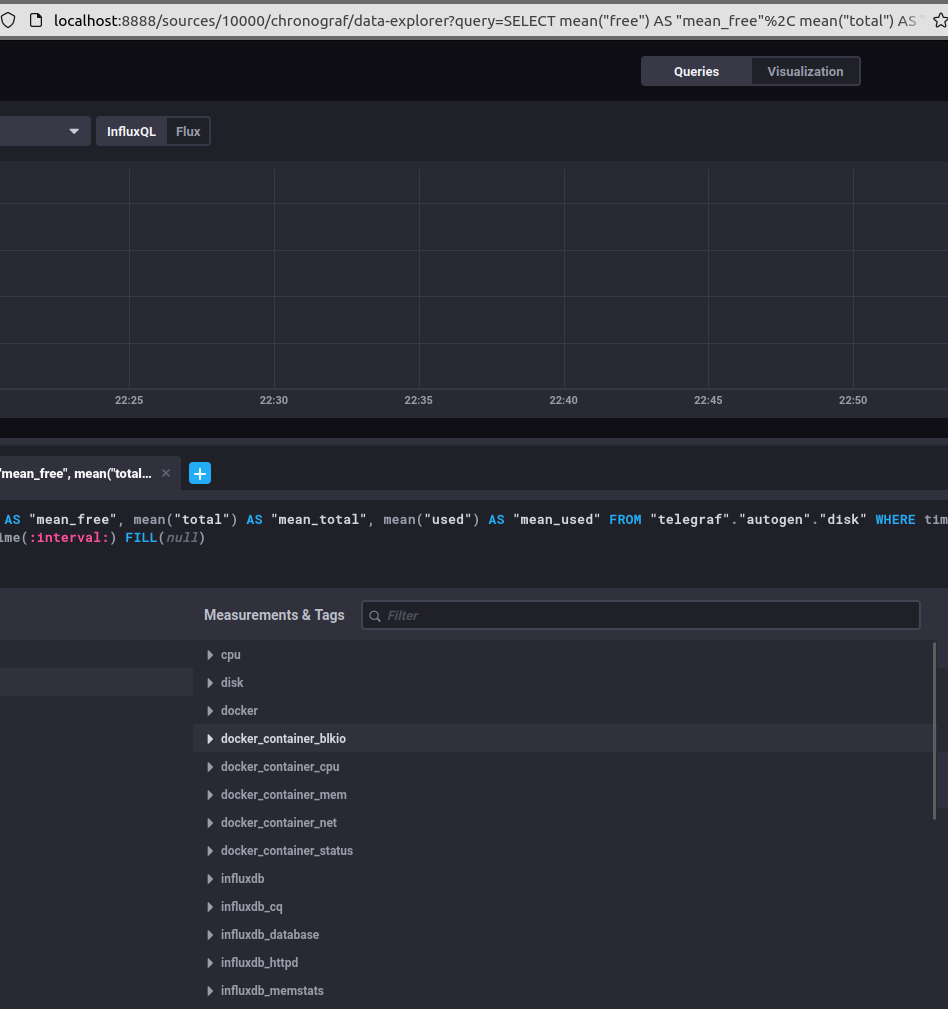 localhost:8888/sources/10000/chronograf/data-explorer?query=SELECT mean("free") AS "mean_free"%2C mean("total") AS "
Queries Visualization
InfluxQL Flux
22:25 22:30 22:35 22:40 22:45 22:50
"mean_free", mean("total... × +
AS "mean_free", mean("total") AS "mean_total", mean("used") AS "mean_used" FROM "telegraf"."autogen"."disk" WHERE tim
ime(:interval:) FILL(null)
Measurements & Tags Filter
cpu
disk
docker
docker_container_blkio
docker_container_cpu
docker_container_mem
docker_container_net
docker_container_status
influxdb
influxdb_cq
influxdb_database
influxdb_httpd
influxdb_memstats